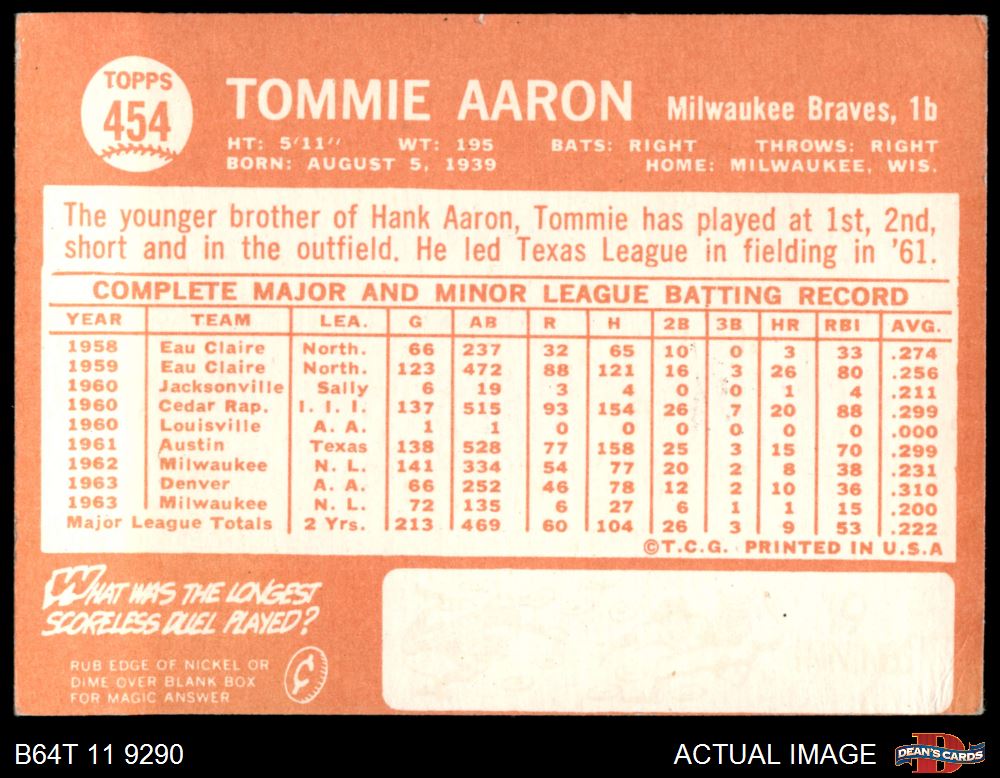 TOPPS
454
TOMMIE AARON Milwaukee Braves, 1b
HT: 5'11" WT: 195 BATS: RIGHT THROWS: RIGHT
BORN: AUGUST 5, 1939 HOME: MILWAUKEE, WIS.
The younger brother of Hank Aaron, Tommie has played at 1st, 2nd,
short and in the outfield. He led Texas League in fielding in '61.
COMPLETE MAJOR AND MINOR LEAGUE BATTING RECORD
YEAR TEAM LEA. G AB R H 2B 3B HR RBI AVG.
1958 Eau Claire North. 66 237 32 65 10 0 3 33 .274
1959 Eau Claire North. 123 472 88 121 16 3 26 80 .256
1960 Jacksonville Sally 6 19 3 4 0 0 1 4 .211
1960 Cedar Rap. I. I. I. 137 515 93 154 26 7 20 88 .299
1960 Louisville A. A. 1 1 0 0 0 0 0 0 .000
1961 Austin Texas 138 528 77 158 25 3 15 70 .299
1962 Milwaukee N. L. 141 334 54 77 20 2 8 38 .231
1963 Denver A. A. 66 252 46 78 12 2 10 36 .310
1963 Milwaukee N. L. 72 135 6 27 6 1 1 15 .200
Major League Totals 2 Yrs. 213 469 60 104 26 3 9 53 .222
©T.C.G. PRINTED IN U.S.A
WHAT WAS THE LONGEST
SCORELESS DUEL PLAYED?
RUB EDGE OF NICKEL OR
DIME OVER BLANK BOX
FOR MAGIC ANSWER
B64T 11 9290
ACTUAL IMAGE
DEAN'S CARDS